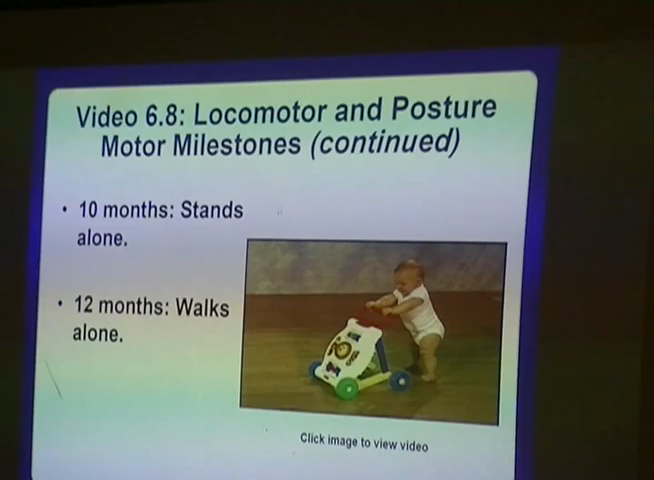 Video 6.8: Locomotor and Posture
Motor Milestones (continued)
• 10 months: Stands
alone.
• 12 months: Walks
alone.
Click image to view video